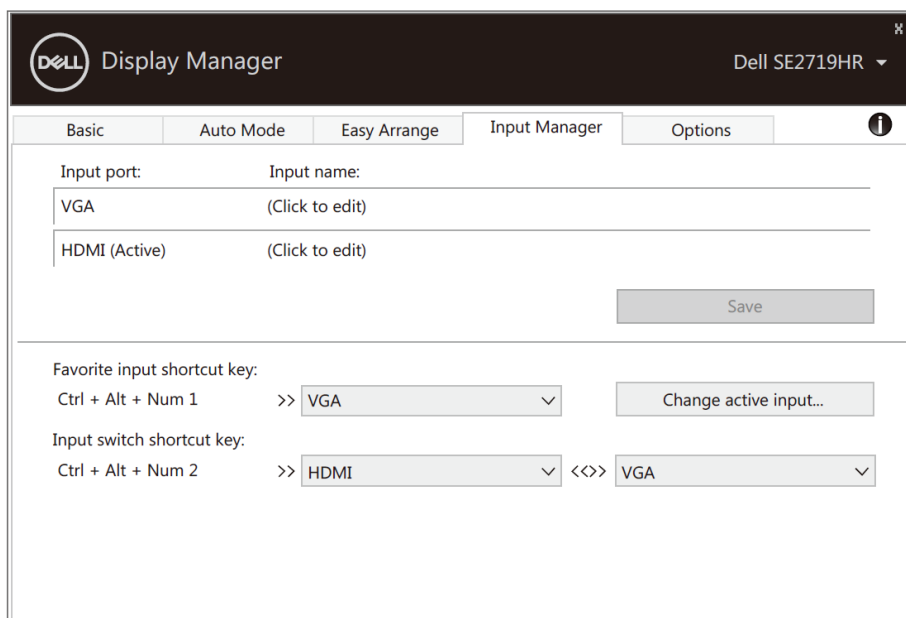 X
DELL Display Manager Dell SE2719HR
Basic Auto Mode Easy Arrange Input Manager Options i
Input port: Input name:
VGA (Click to edit)
HDMI (Active) (Click to edit)
Save
Favorite input shortcut key:
Ctrl + Alt + Num 1 >> VGA Change active input...
Input switch shortcut key:
Ctrl + Alt + Num 2 >> HDMI <<>> VGA